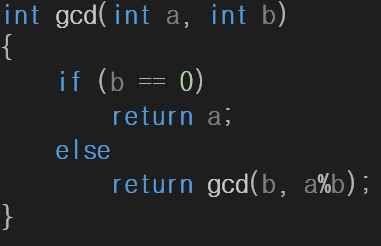 int gcd(int a, int b)
{
    if (b == 0)
        return a;
    else
        return gcd(b, a%b);
}